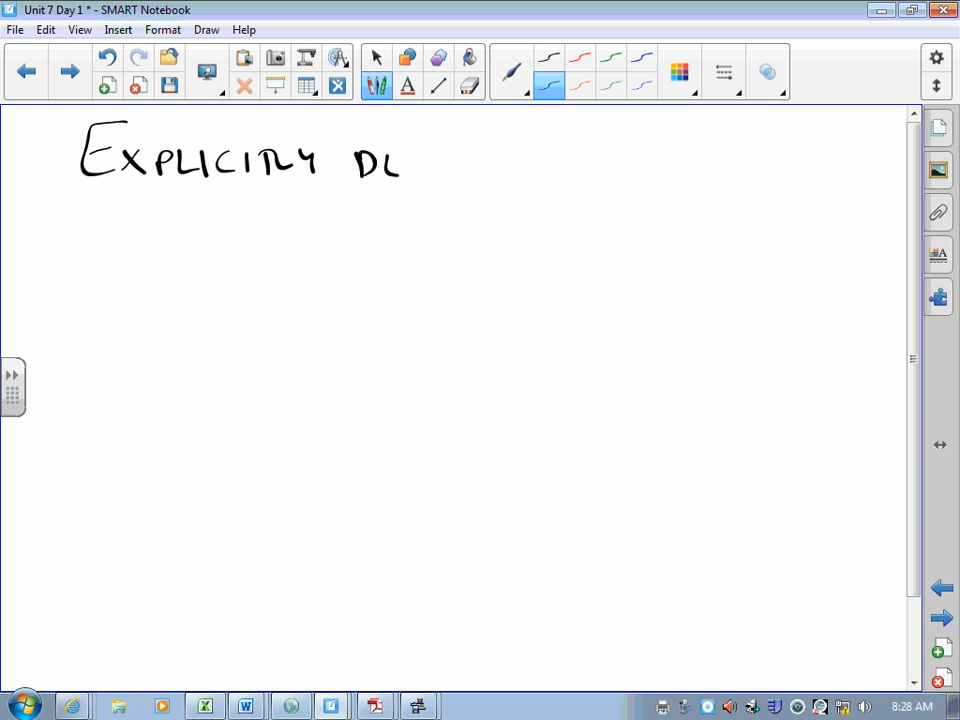 Unit 7 Day 1 * - SMART Notebook
File Edit View Insert Format Draw Help
EXPLICITLY
8:28 AM